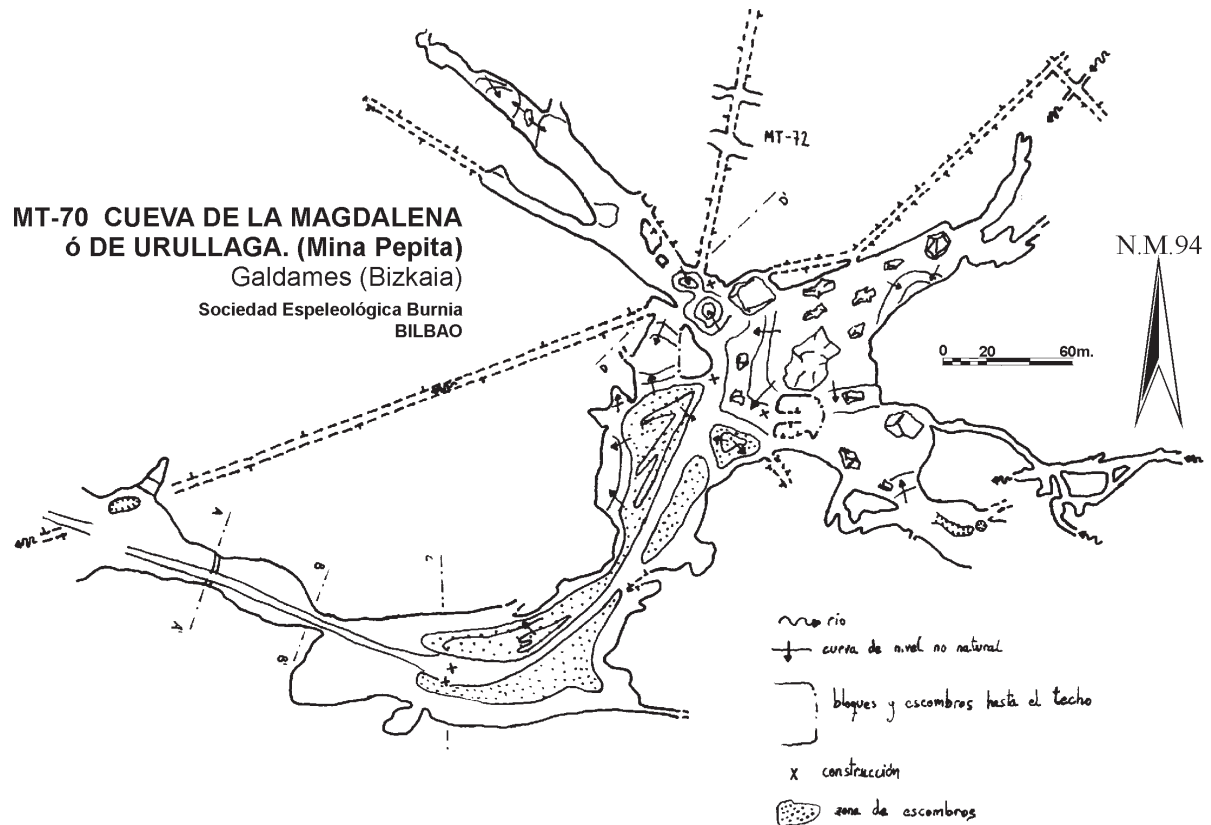 MT-70 CUEVA DE LA MAGDALENA
ó DE URULLAGA. (Mina Pepita)
Galdames (Bizkaia)
Sociedad Espeleológica Burnia
BILBAO
MT-72
N.M.94
0 20 60m.
D
D
A
A'
B
B'
C
rio
curva de nivel no natural
bloques y escombros hasta el techo
x construcción
zona de escombros